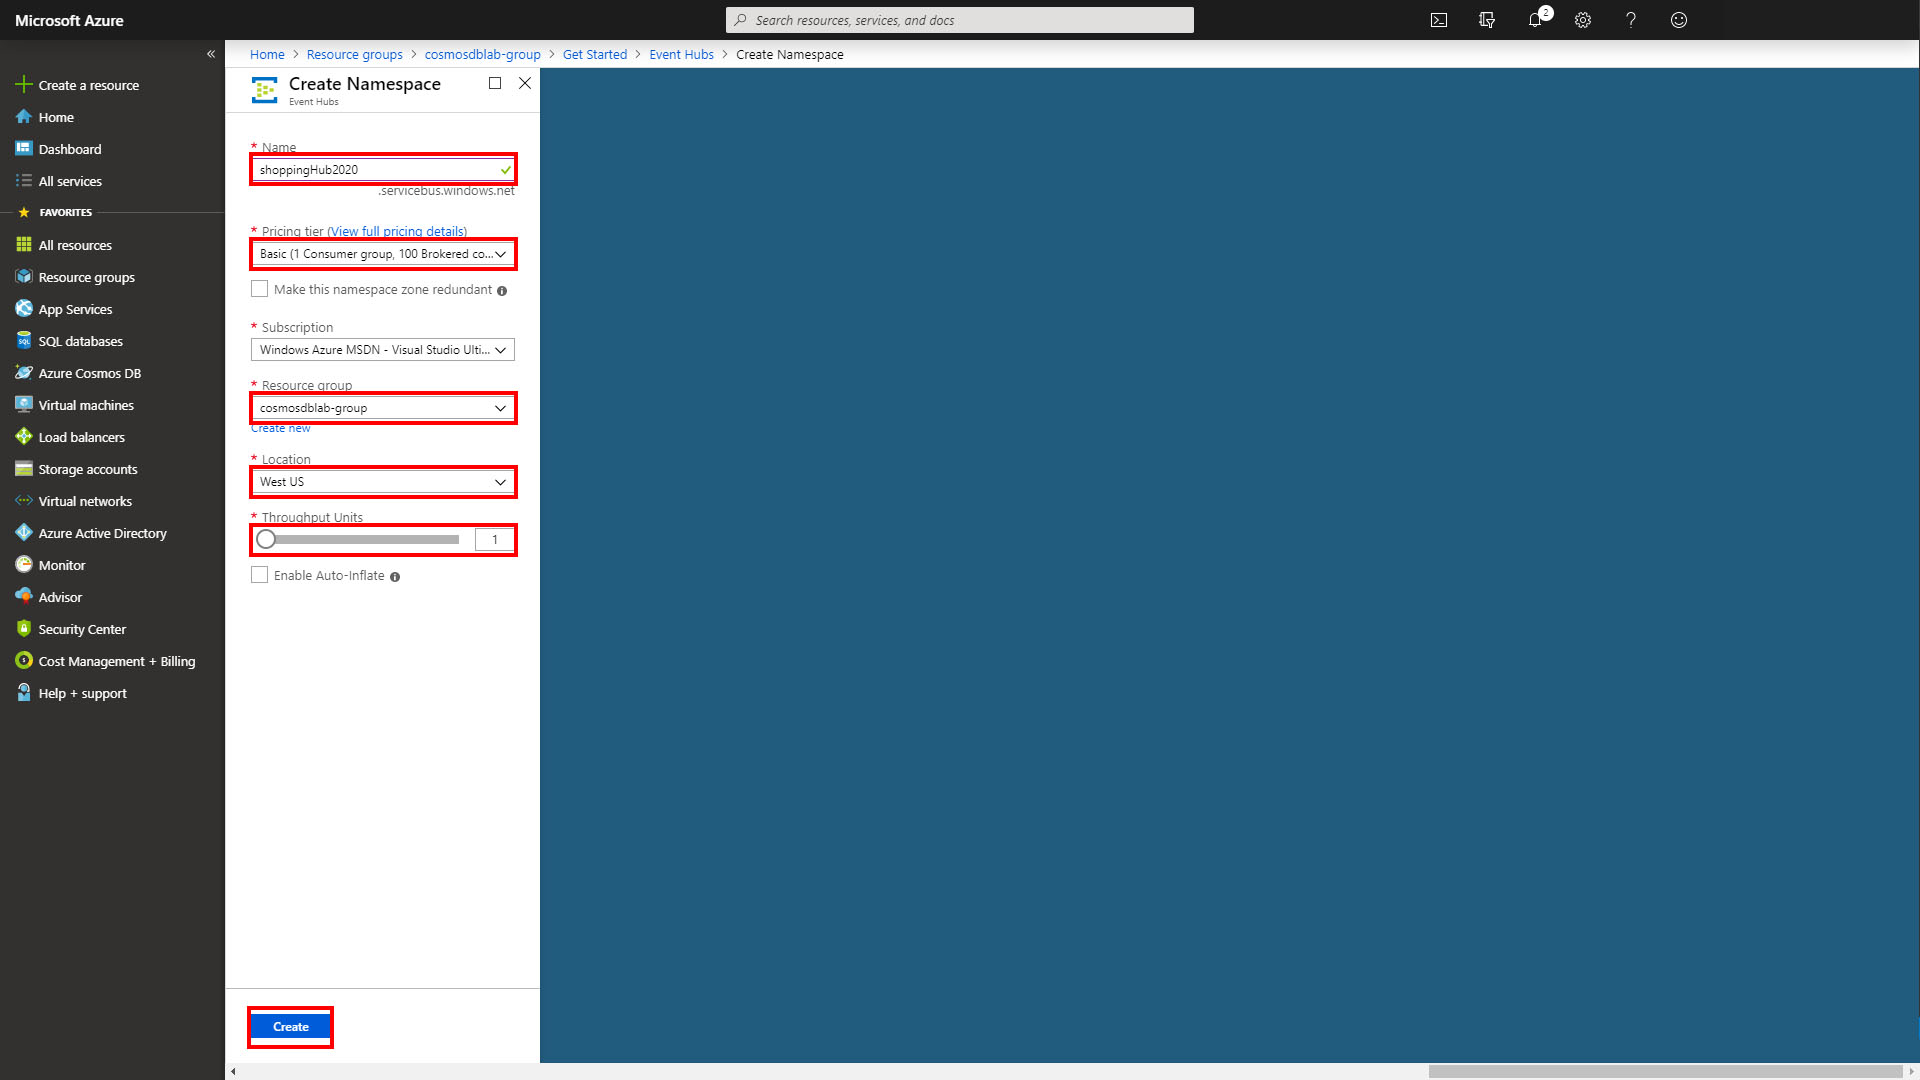 Microsoft Azure
Search resources, services, and docs
2
«
Create a resource
Home
Dashboard
All services
FAVORITES
All resources
Resource groups
App Services
SQL databases
Azure Cosmos DB
Virtual machines
Load balancers
Storage accounts
Virtual networks
Azure Active Directory
Monitor
Advisor
Security Center
Cost Management + Billing
Help + support
Home > Resource groups > cosmosdblab-group > Get Started > Event Hubs > Create Namespace
Create Namespace
Event Hubs
* Name
shoppingHub2020
.servicebus.windows.net
* Pricing tier (View full pricing details)
Basic (1 Consumer group, 100 Brokered co...
Make this namespace zone redundant
* Subscription
Windows Azure MSDN - Visual Studio Ulti...
* Resource group
cosmosdblab-group
Create new
* Location
West US
* Throughput Units
1
Enable Auto-Inflate
Create